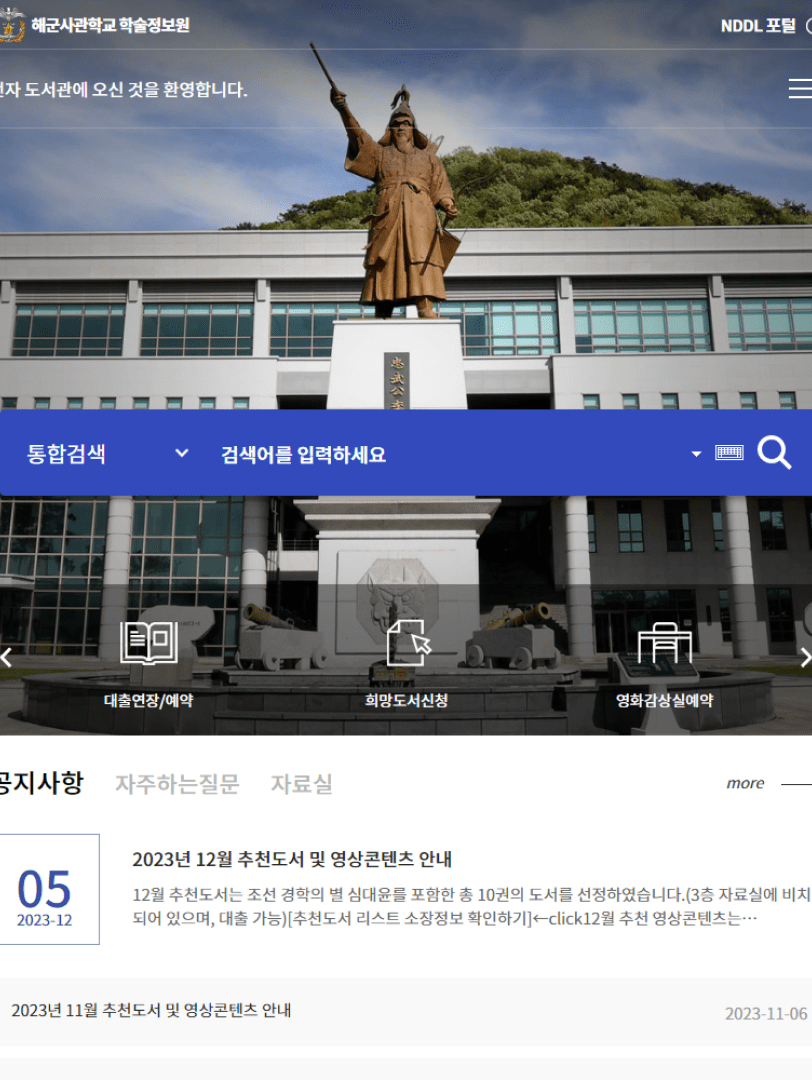 해군사관학교 학술정보원
NDDL 포털
전자 도서관에 오신 것을 환영합니다.
忠武公李
통합검색
검색어를 입력하세요
대출연장/예약
희망도서신청
영화감상실예약
공지사항
자주하는질문
자료실
more
05
2023-12
2023년 12월 추천도서 및 영상콘텐츠 안내
12월 추천도서는 조선 경학의 별 심대윤를 포함한 총 10권의 도서를 선정하였습니다.(3층 자료실에 비치
되어 있으며, 대출 가능)[추천도서 리스트 소장정보 확인하기]←click12월 추천 영상콘텐츠는…
2023년 11월 추천도서 및 영상콘텐츠 안내
2023-11-06